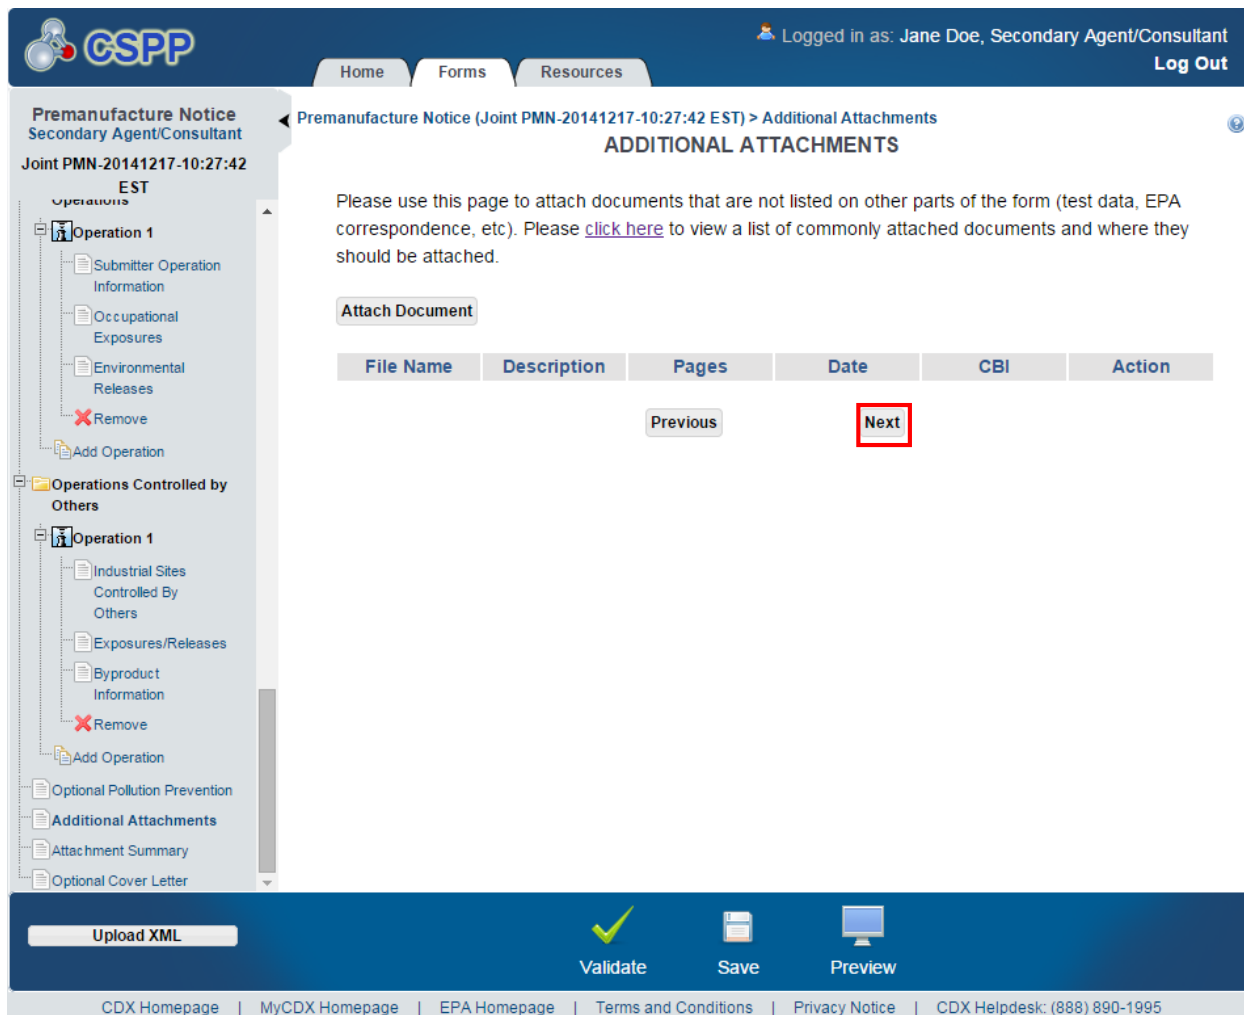 CSPP
Logged in as: Jane Doe, Secondary Agent/Consultant
Log Out
Home
Forms
Resources
Premanufacture Notice
Secondary Agent/Consultant
Joint PMN-20141217-10:27:42
EST
Operations
Operation 1
Submitter Operation
Information
Occupational
Exposures
Environmental
Releases
Remove
Add Operation
Operations Controlled by
Others
Operation 1
Industrial Sites
Controlled By
Others
Exposures/Releases
Byproduct
Information
Remove
Add Operation
Optional Pollution Prevention
Additional Attachments
Attachment Summary
Optional Cover Letter
Premanufacture Notice (Joint PMN-20141217-10:27:42 EST) > Additional Attachments
ADDITIONAL ATTACHMENTS
Please use this page to attach documents that are not listed on other parts of the form (test data, EPA
correspondence, etc). Please click here to view a list of commonly attached documents and where they
should be attached.
Attach Document
File Name Description Pages Date CBI Action
Previous Next
Upload XML
Validate Save Preview
CDX Homepage | MyCDX Homepage | EPA Homepage | Terms and Conditions | Privacy Notice | CDX Helpdesk: (888) 890-1995